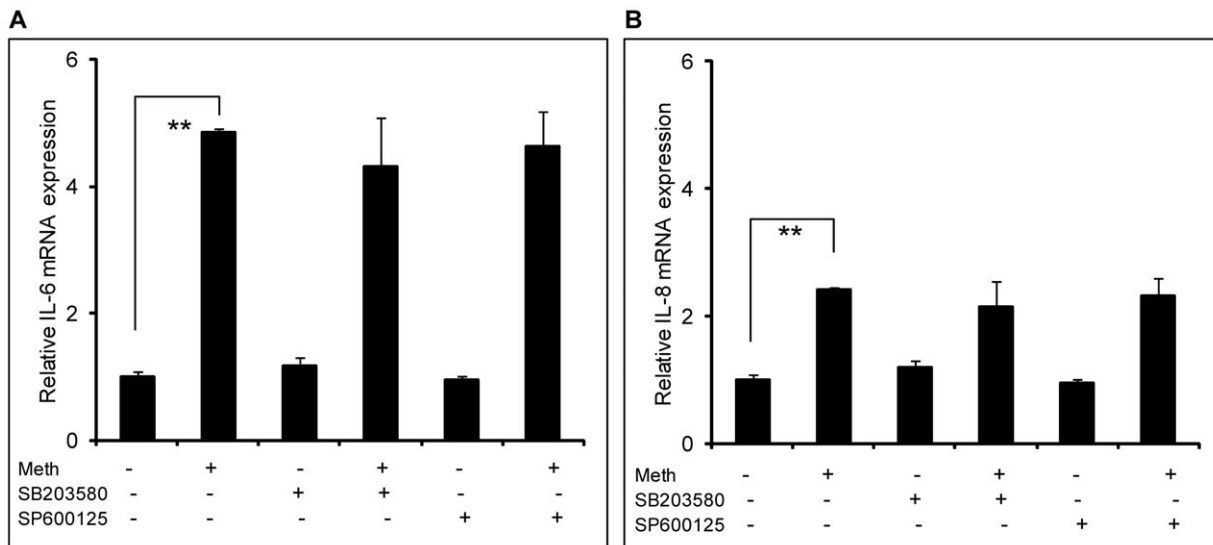 A
Relative IL-6 mRNA expression
6
4
2
0
**
Meth - + - + - +
SB203580 - - + + - -
SP600125 - - - - + +
B
Relative IL-8 mRNA expression
6
4
2
0
**
Meth - + - + - +
SB203580 - - + + - -
SP600125 - - - - + +